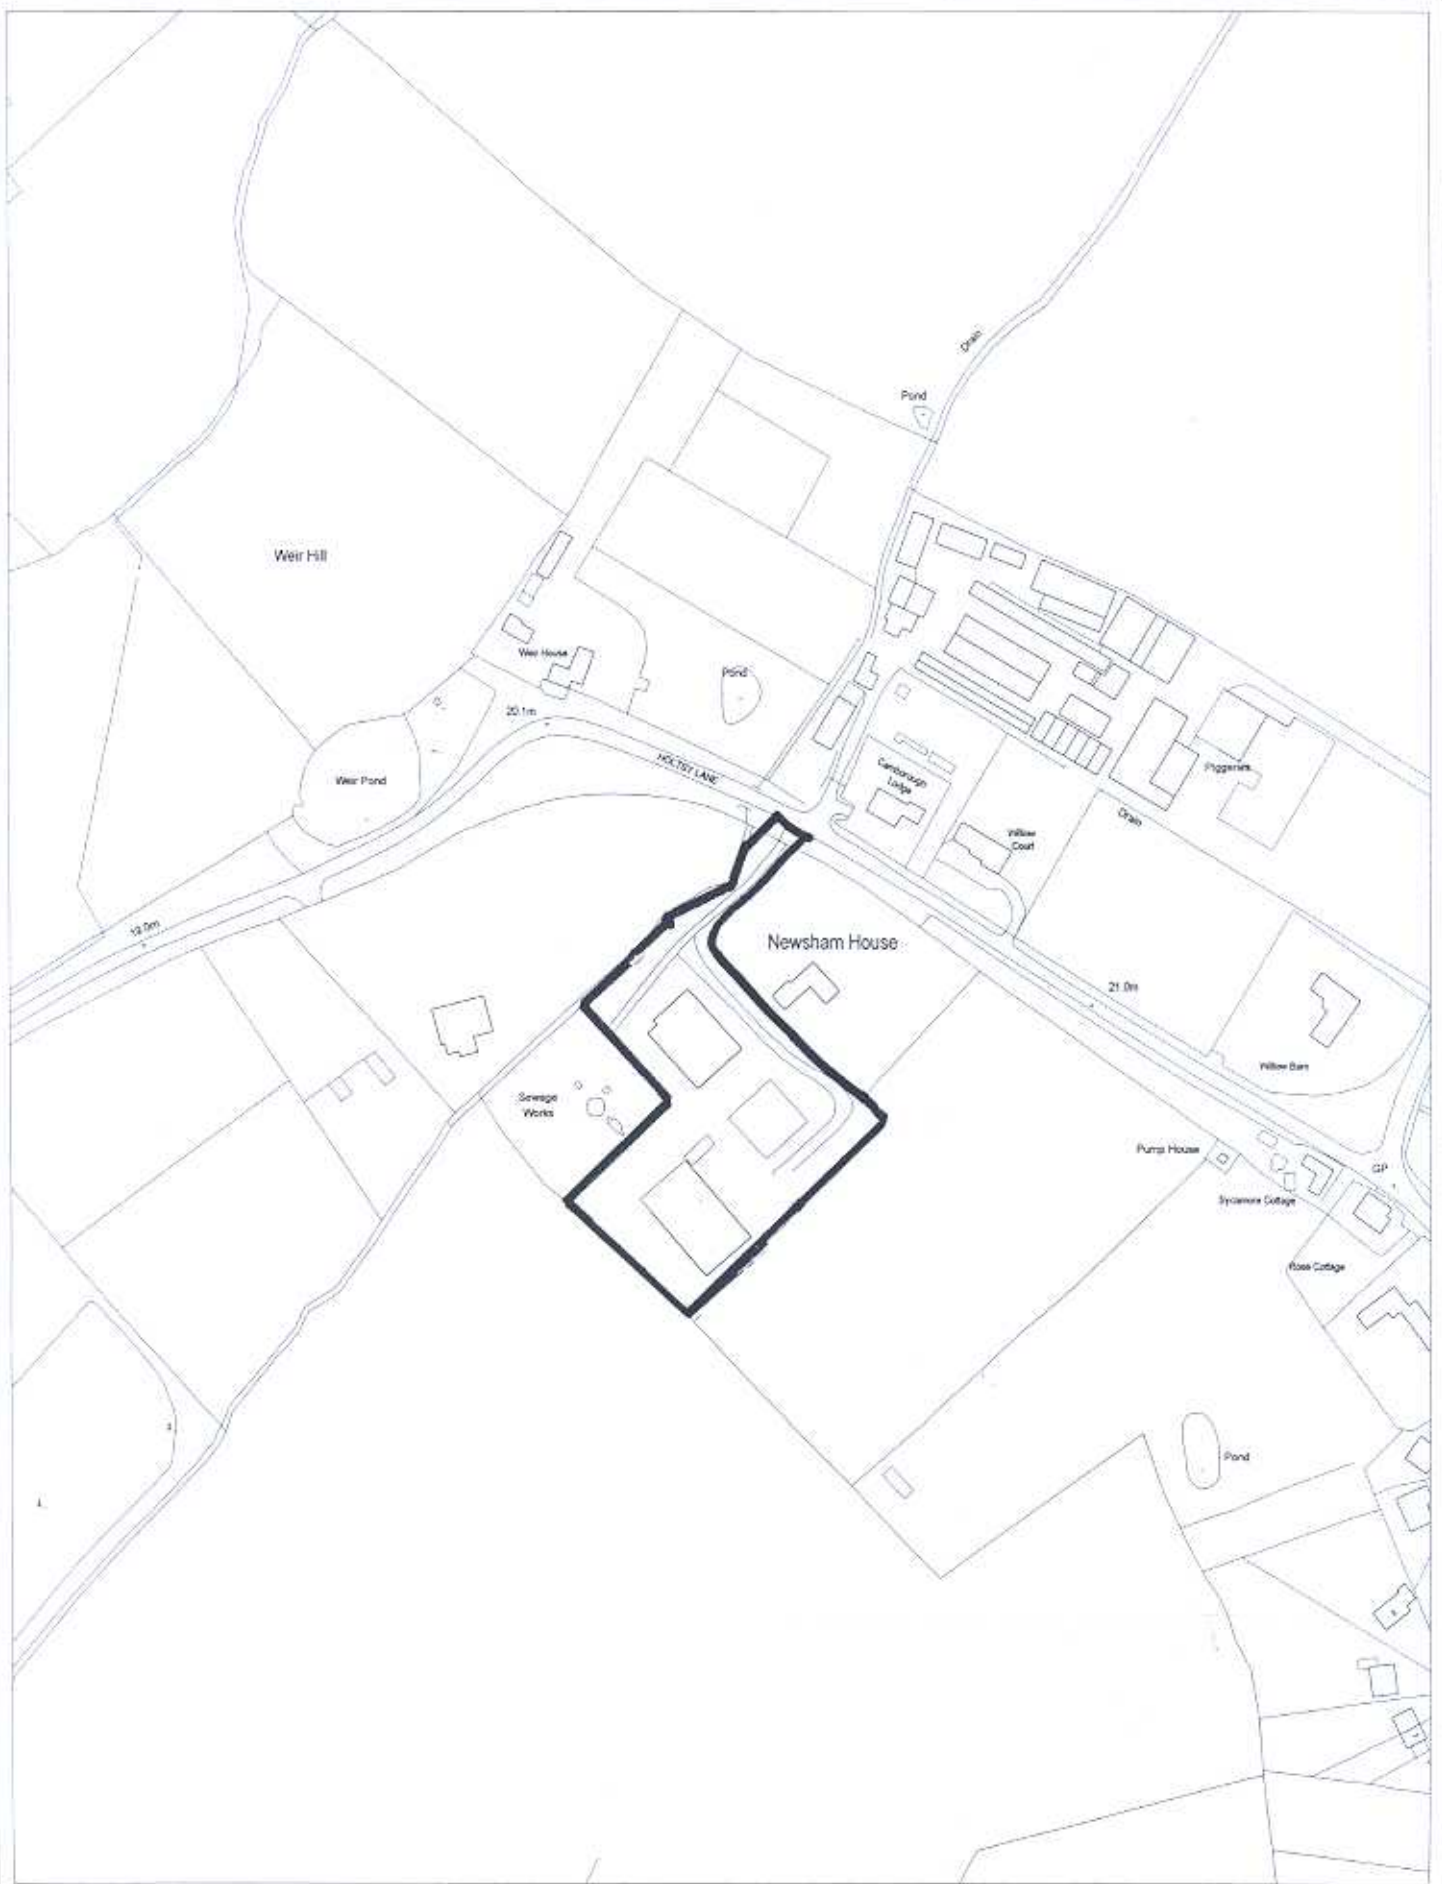 Drain
Pond
Weir Hill
Weir House
Pond
20.1m
HOLTBY LANE
Weir Pond
Camborough
Lodge
Piggeries
Drain
Willow
Court
19.0m
Newsham House
21.0m
Willow Barn
Sewage
Works
Pump House
GP
Sycamore Cottage
Rose Cottage
Pond